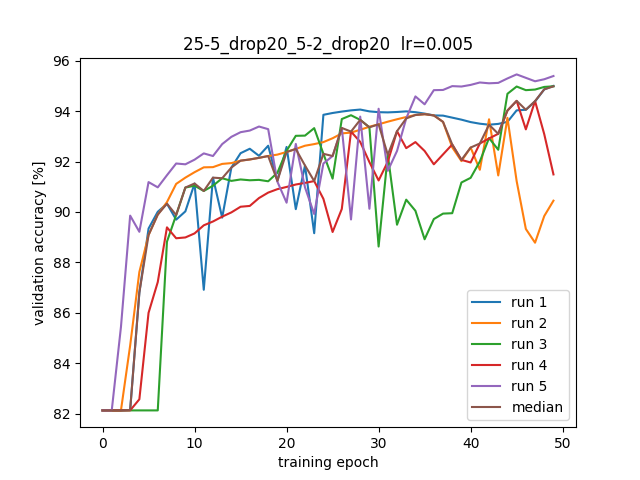 25-5_drop20_5-2_drop20  lr=0.005
validation accuracy [%]
96
94
92
90
88
86
84
82
0
10
20
30
40
50
training epoch
run 1
run 2
run 3
run 4
run 5
median